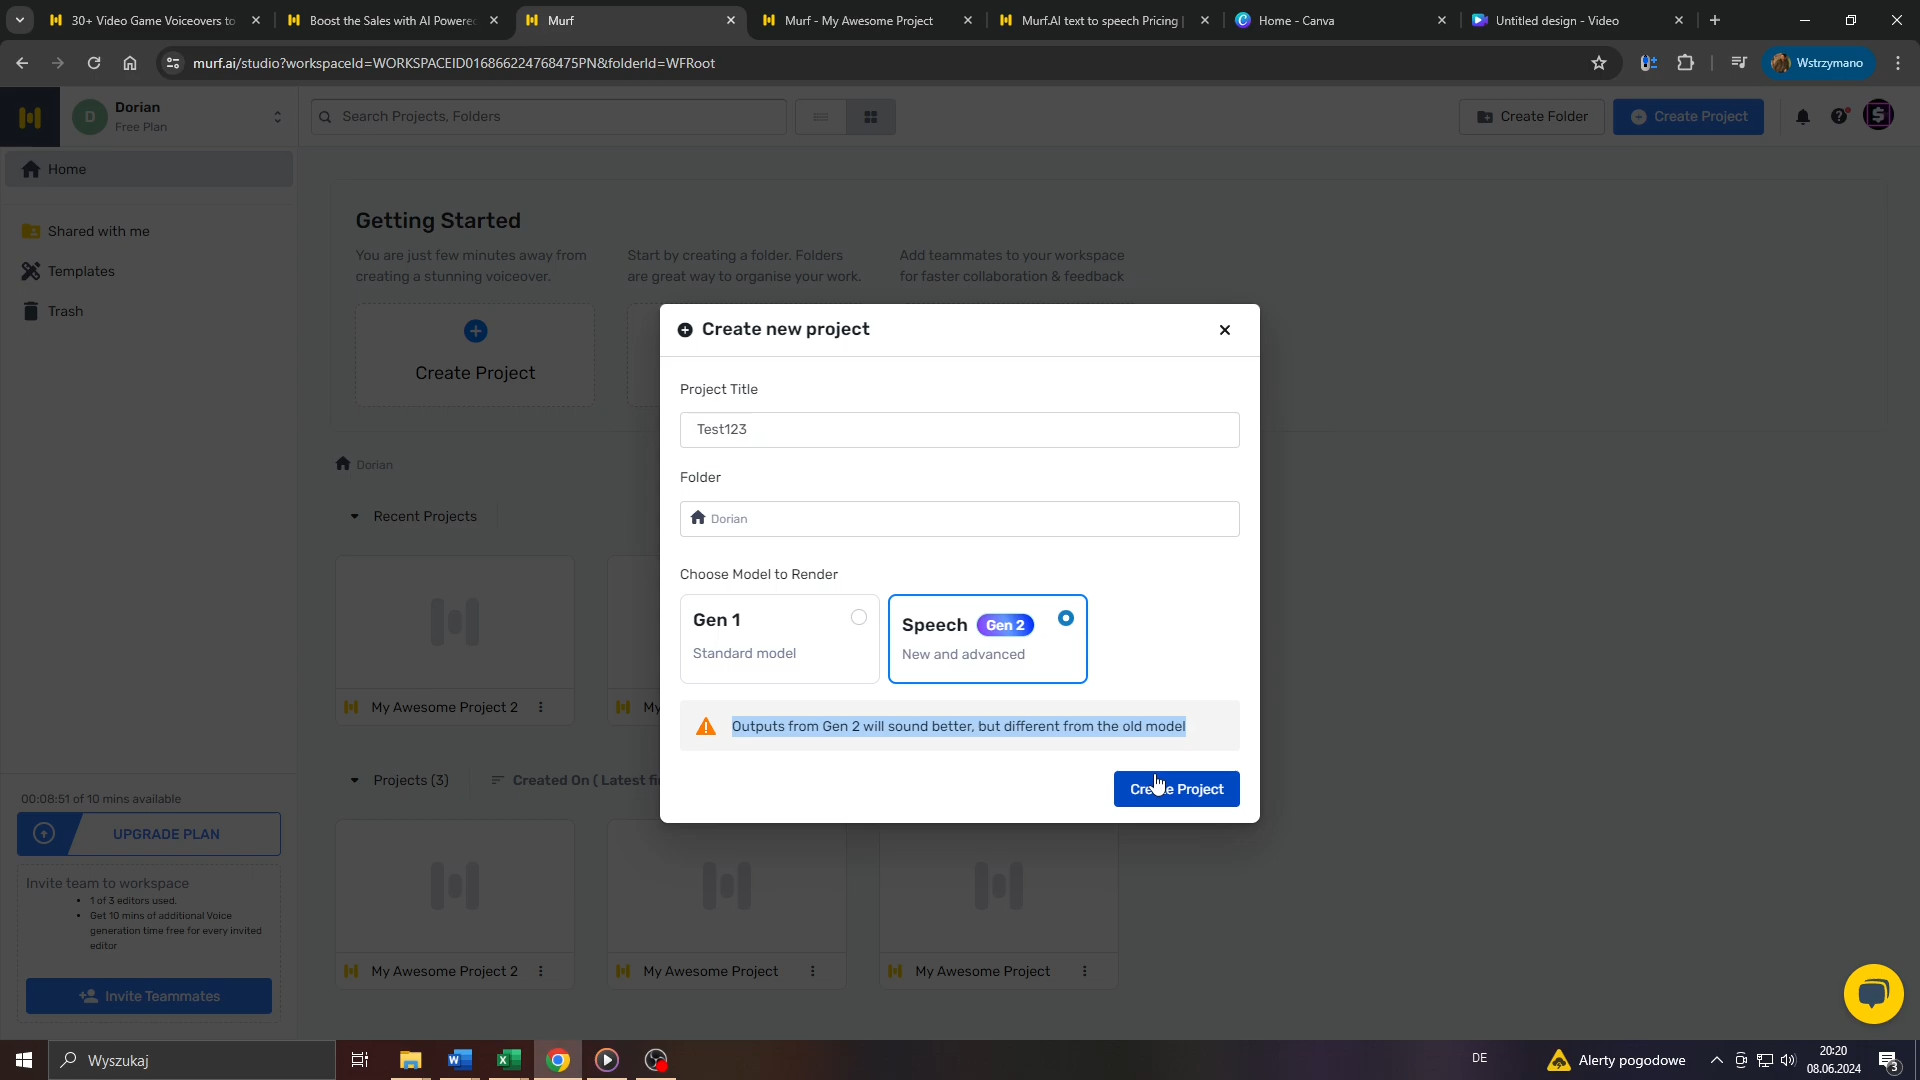 30+ Video Game Voiceovers to
Boost the Sales with AI Powered
Murf
Murf - My Awesome Project
Murf.AI text to speech Pricing |
Home - Canva
Untitled design - Video
murf.ai/studio?workspaceId=WORKSPACEID016866224768475PN&folderId=WFRoot
Wstrzymano
D
Dorian
Free Plan
Search Projects, Folders
Create Folder
Create Project
Home
Shared with me
Templates
Trash
Getting Started
You are just few minutes away from
creating a stunning voiceover.
Start by creating a folder. Folders
are great way to organise your work.
Add teammates to your workspace
for faster collaboration & feedback
Create Project
Dorian
Recent Projects
My Awesome Project 2
My
Projects (3)
Created On ( Latest fi
My Awesome Project 2
My Awesome Project
My Awesome Project
Create new project
Project Title
Test123
Folder
Dorian
Choose Model to Render
Gen 1
Standard model
Speech Gen 2
New and advanced
Outputs from Gen 2 will sound better, but different from the old model
Create Project
00:08:51 of 10 mins available
UPGRADE PLAN
Invite team to workspace
• 1 of 3 editors used.
• Get 10 mins of additional Voice
generation time free for every invited
editor
Invite Teammates
Wyszukaj
DE
Alerty pogodowe
20:20
08.06.2024
3